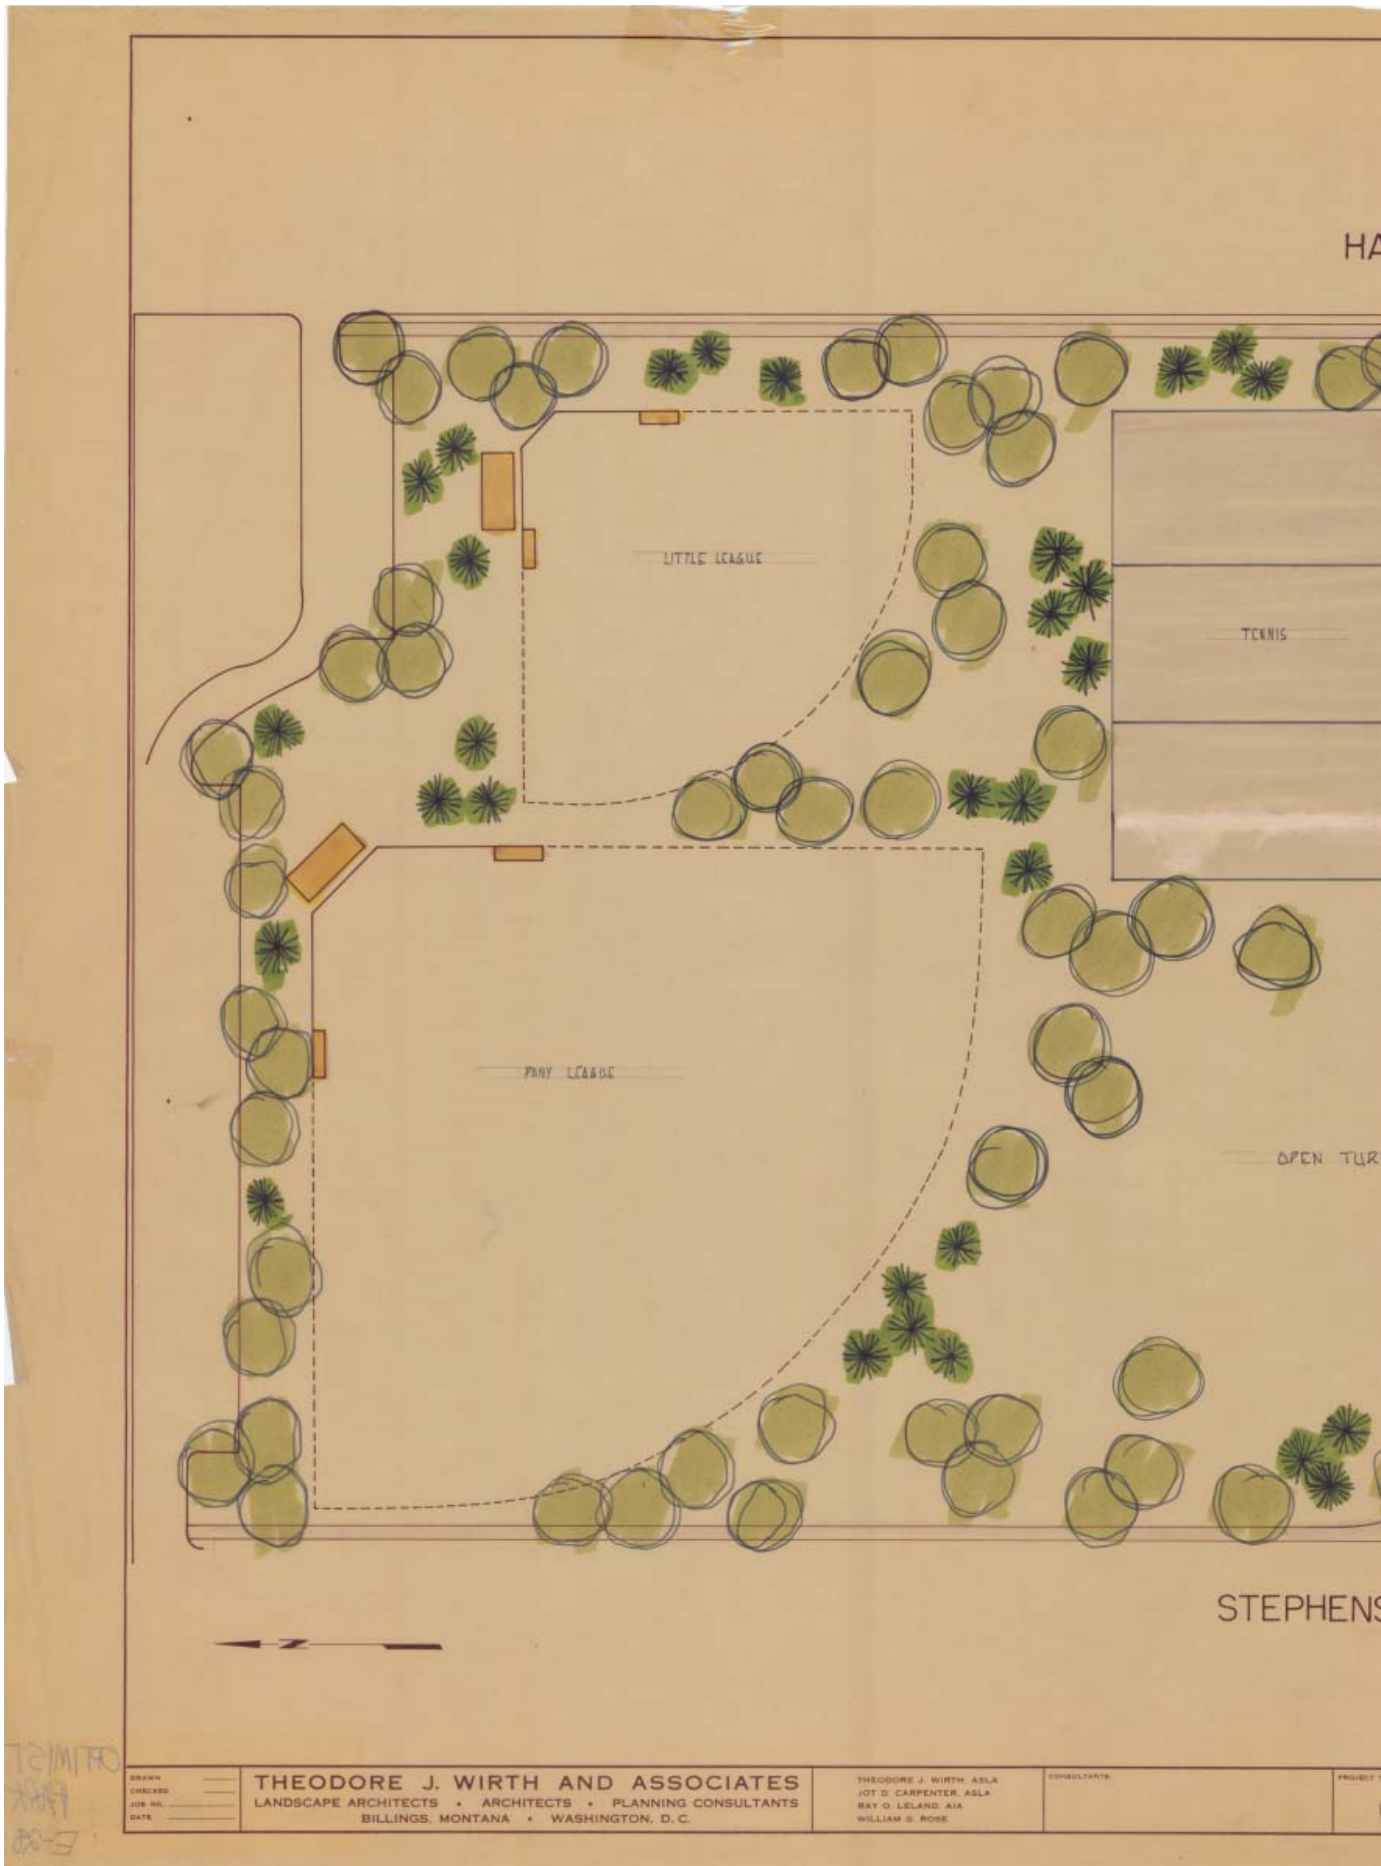 HA
LITTLE LEAGUE
TENNIS
PONY LEAGUE
OPEN TUR
STEPHENS
N
OPTIMIST
PARK
E-28
DRAWN
CHECKED
JOB NO.
DATE
THEODORE J. WIRTH AND ASSOCIATES
LANDSCAPE ARCHITECTS • ARCHITECTS • PLANNING CONSULTANTS
BILLINGS, MONTANA • WASHINGTON, D. C.
THEODORE J. WIRTH, ASLA
JOT D. CARPENTER, ASLA
RAY O. LELAND, AIA
WILLIAM G. ROSE
CONSULTANTS:
PROJECT